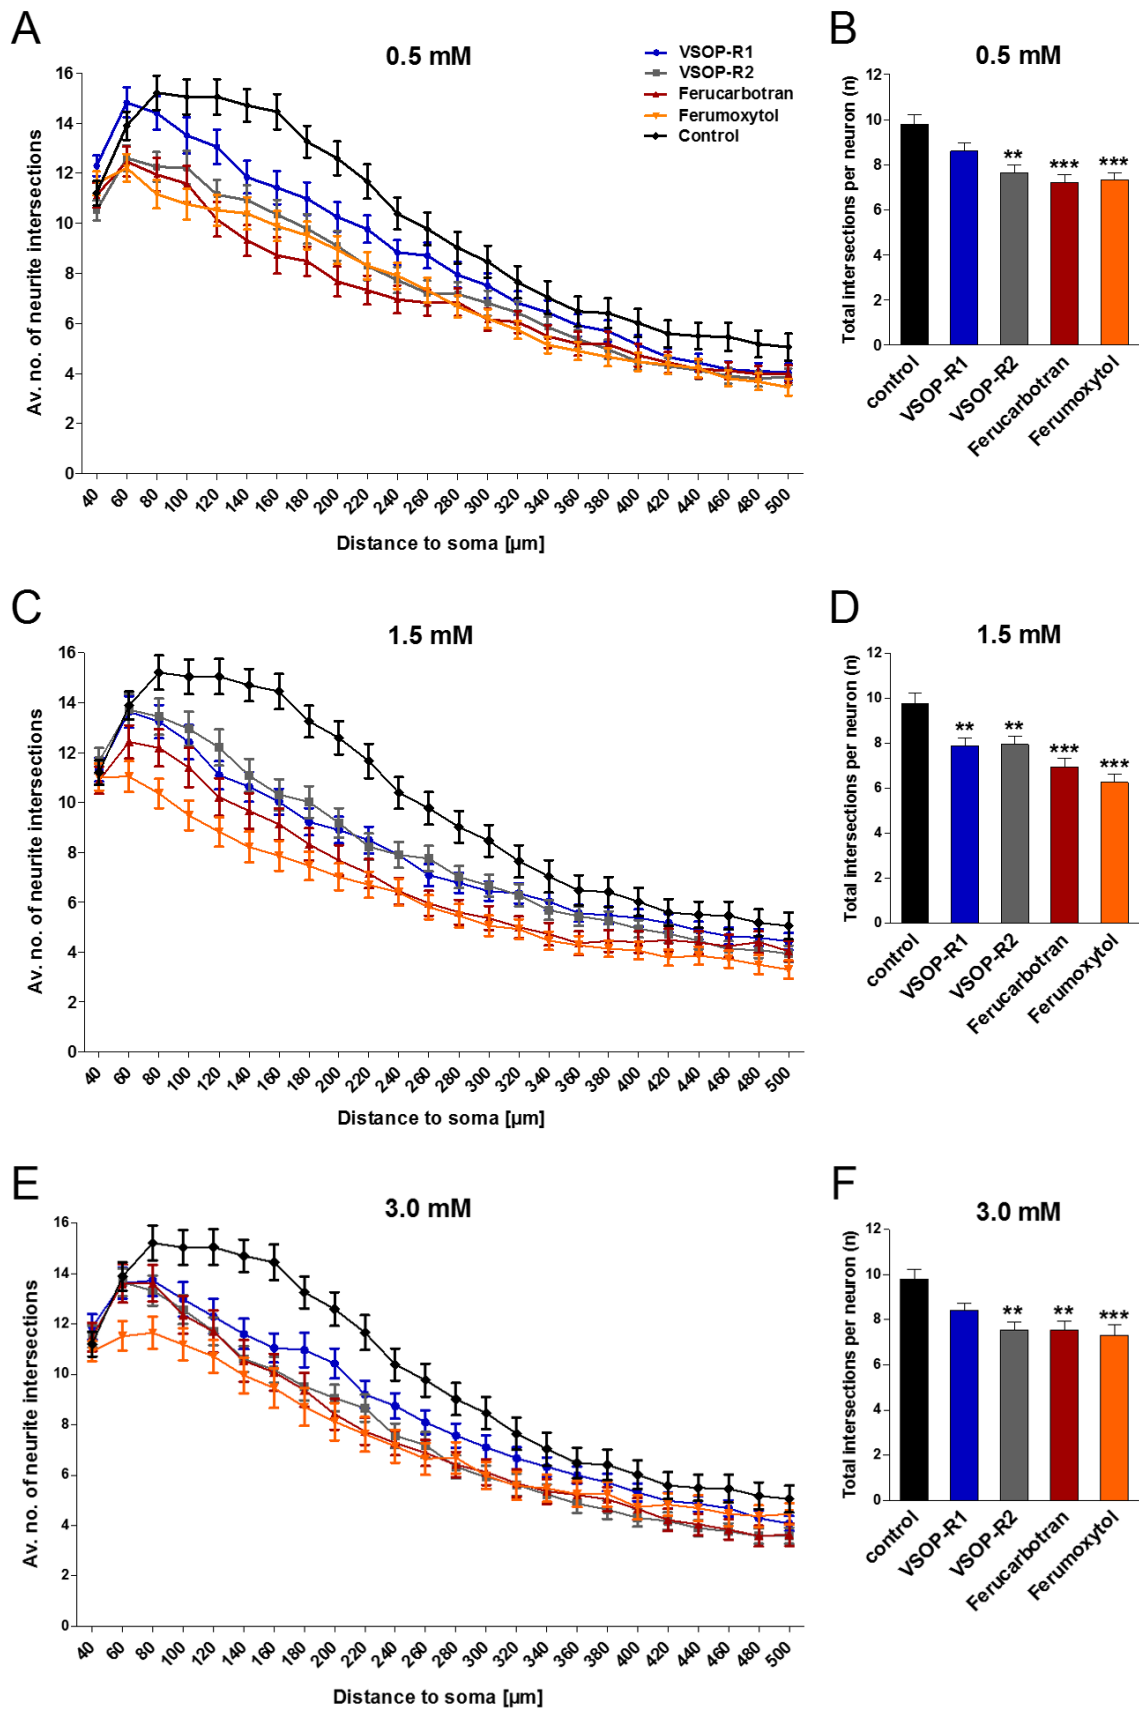 A
0.5 mM
VSOP-R1
VSOP-R2
Ferucarbotran
Ferumoxytol
Control
Av. no. of neurite intersections
16
14
12
10
8
6
4
2
0
40 60 80 100 120 140 160 180 200 220 240 260 280 300 320 340 360 380 400 420 440 460 480 500
Distance to soma [µm]
B
0.5 mM
Total intersections per neuron (n)
12
10
8
6
4
2
0
** *** ***
control VSOP-R1 VSOP-R2 Ferucarbotran Ferumoxytol
C
1.5 mM
Av. no. of neurite intersections
16
14
12
10
8
6
4
2
0
40 60 80 100 120 140 160 180 200 220 240 260 280 300 320 340 360 380 400 420 440 460 480 500
Distance to soma [µm]
D
1.5 mM
Total intersections per neuron (n)
12
10
8
6
4
2
0
** ** *** ***
control VSOP-R1 VSOP-R2 Ferucarbotran Ferumoxytol
E
3.0 mM
Av. no. of neurite intersections
16
14
12
10
8
6
4
2
0
40 60 80 100 120 140 160 180 200 220 240 260 280 300 320 340 360 380 400 420 440 460 480 500
Distance to soma [µm]
F
3.0 mM
Total intersections per neuron (n)
12
10
8
6
4
2
0
** ** ***
control VSOP-R1 VSOP-R2 Ferucarbotran Ferumoxytol